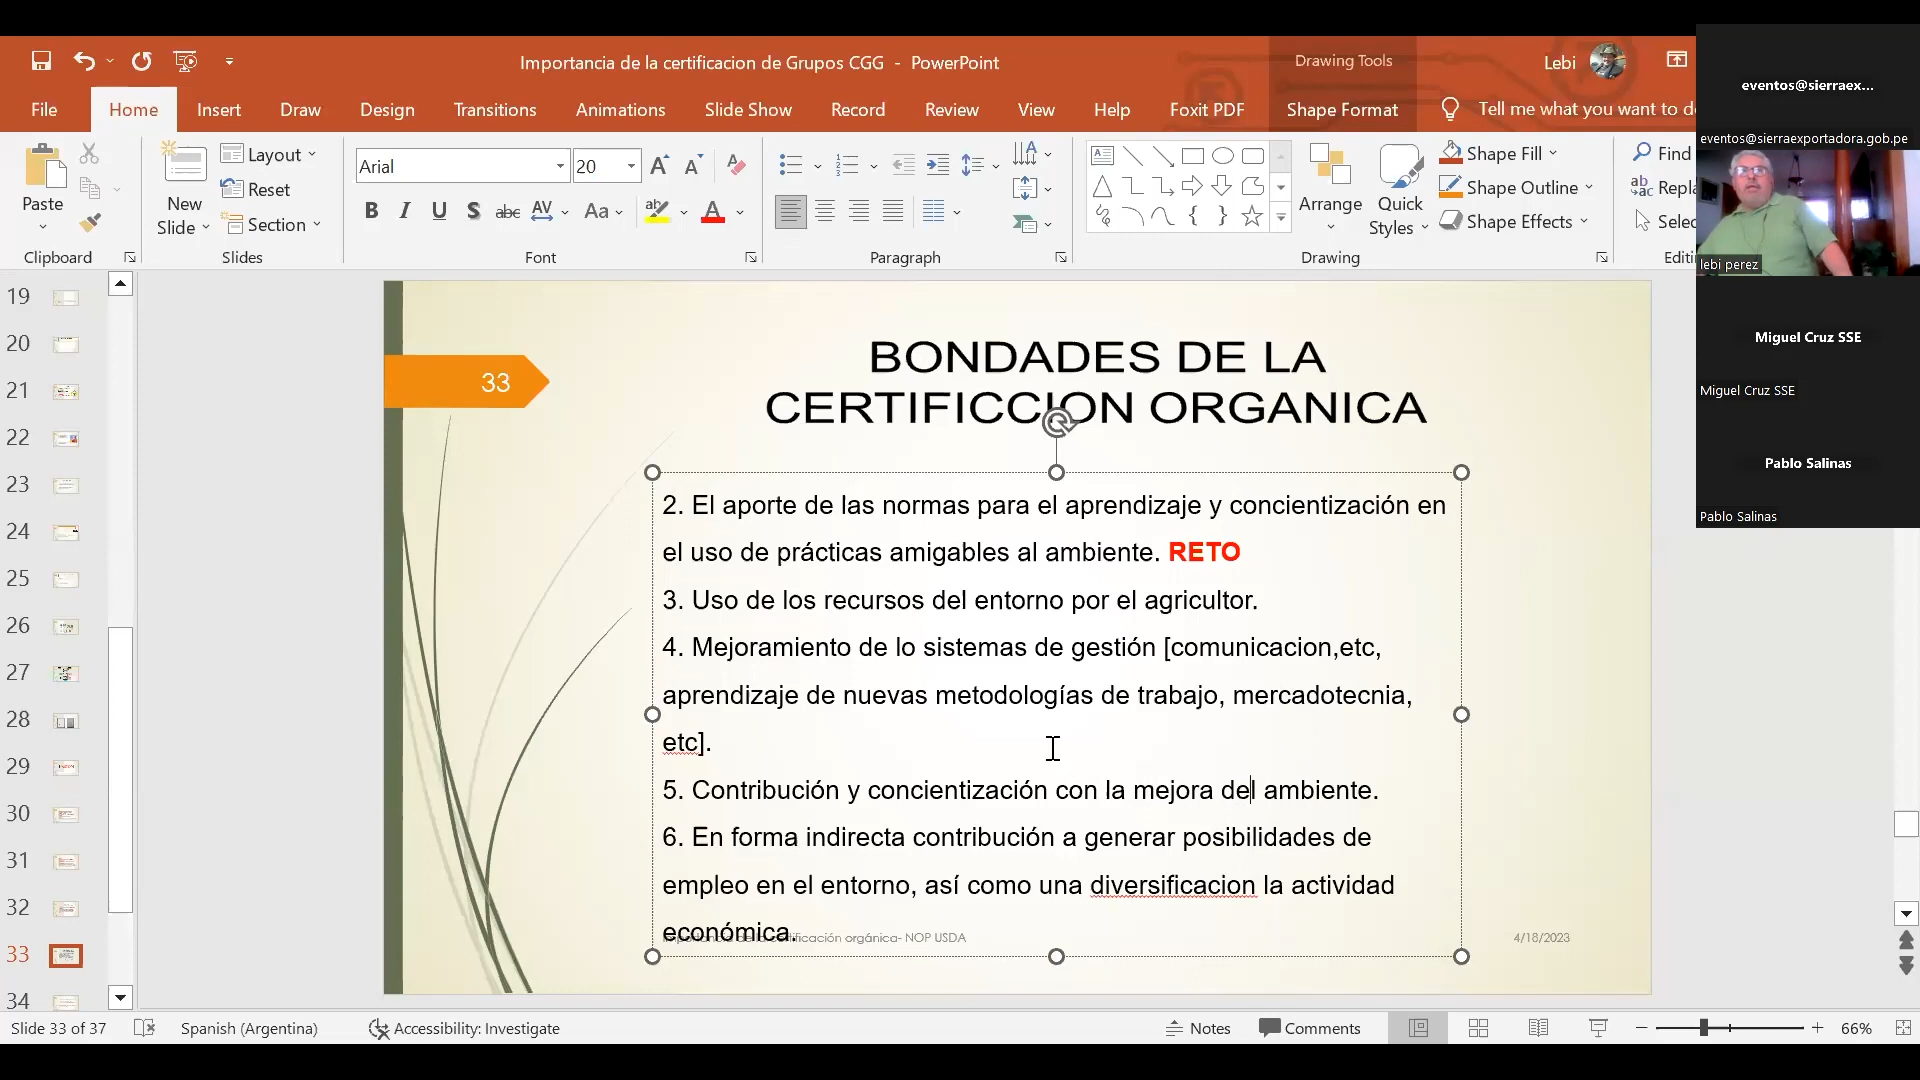 Importancia de la certificacion de Grupos CGG - PowerPoint
Drawing Tools
Lebi
File Home Insert Draw Design Transitions Animations Slide Show Record Review View Help Foxit PDF Shape Format Tell me what you want to d
Paste
Clipboard
New Slide
Layout
Reset
Section
Slides
Arial 20
Font
Paragraph
Arrange
Quick Styles
Shape Fill
Shape Outline
Shape Effects
Drawing
Find
Repla
Selec
Editi
eventos@sierraex...
eventos@sierraexportadora.gob.pe
lebi perez
Miguel Cruz SSE
Miguel Cruz SSE
Pablo Salinas
Pablo Salinas
19
20
21
22
23
24
25
26
27
28
29
30
31
32
33
34
33
BONDADES DE LA
CERTIFICCION ORGANICA
2. El aporte de las normas para el aprendizaje y concientización en
el uso de prácticas amigables al ambiente. RETO
3. Uso de los recursos del entorno por el agricultor.
4. Mejoramiento de lo sistemas de gestión [comunicacion,etc,
aprendizaje de nuevas metodologías de trabajo, mercadotecnia,
etc].
5. Contribución y concientización con la mejora del ambiente.
6. En forma indirecta contribución a generar posibilidades de
empleo en el entorno, así como una diversificacion la actividad
económica.
Importancia de la certificación orgánica- NOP USDA
4/18/2023
Slide 33 of 37 Spanish (Argentina) Accessibility: Investigate Notes Comments 66%